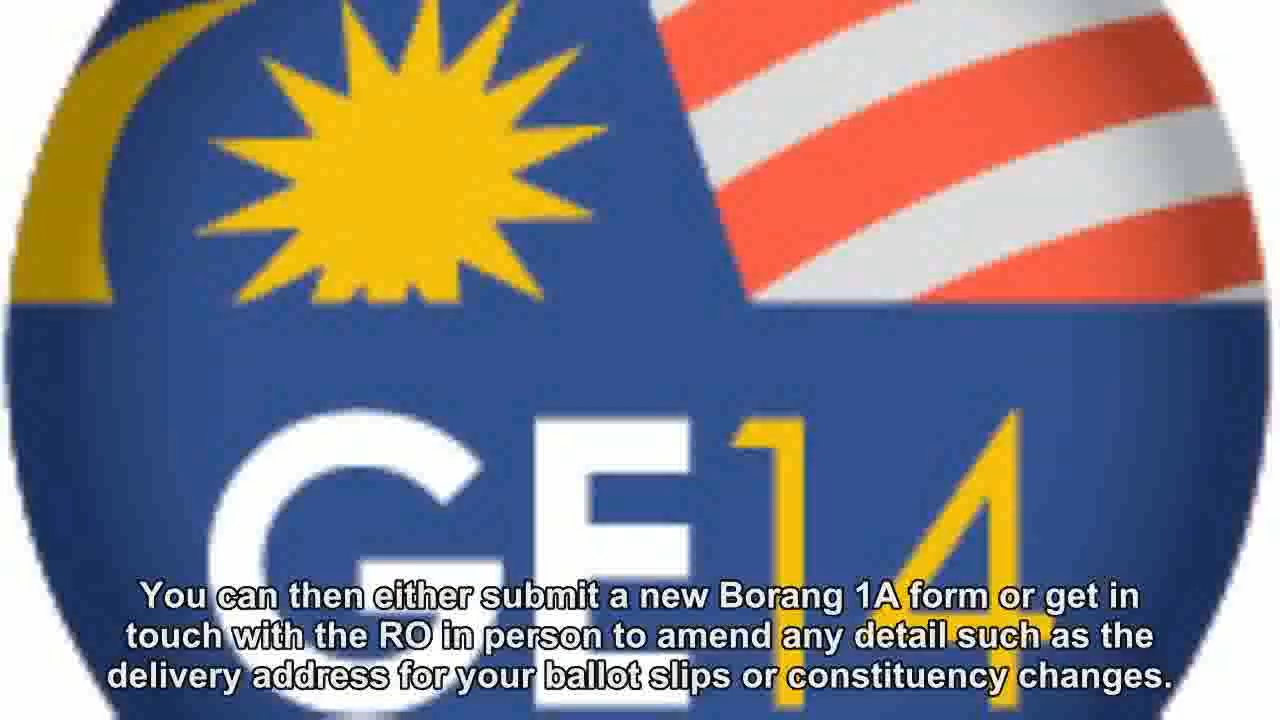 GE14
You can then either submit a new Borang 1A form or get in
touch with the RO in person to amend any detail such as the
delivery address for your ballot slips or constituency changes.